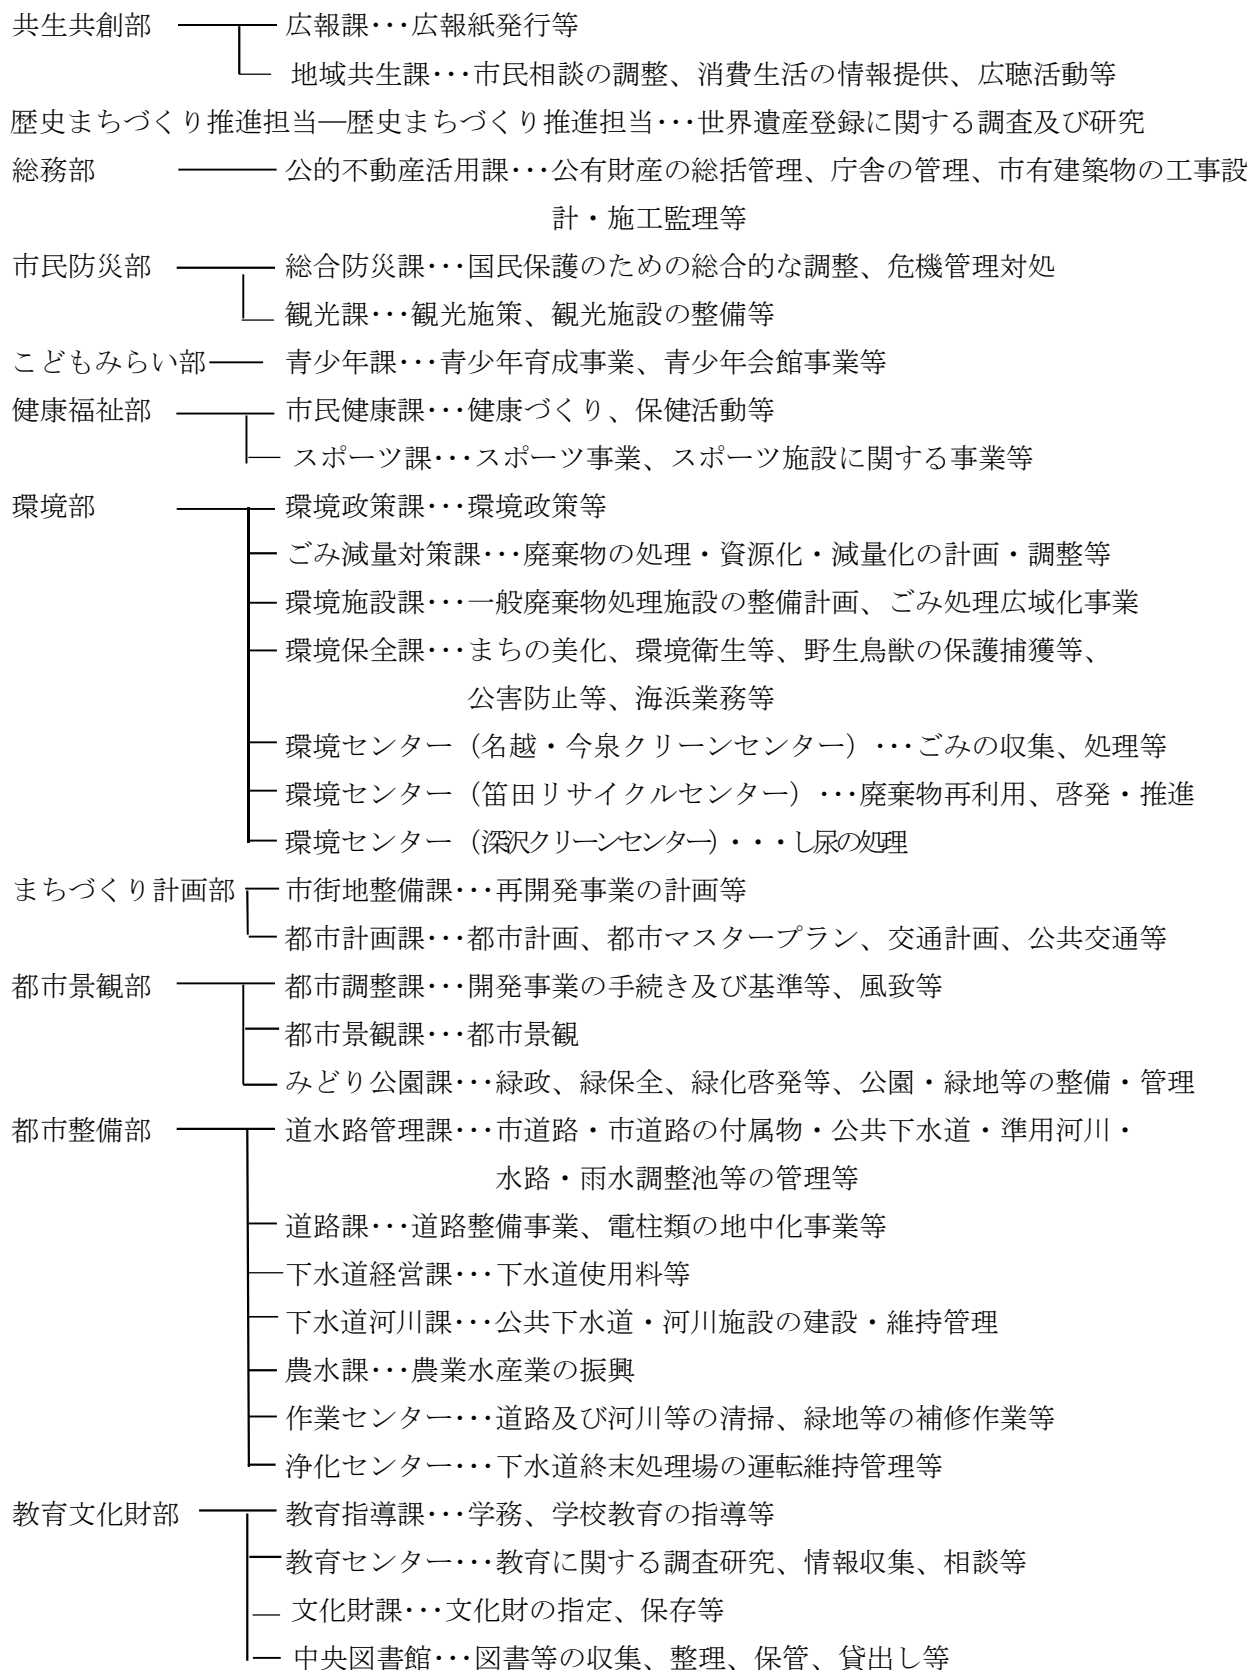 共生共創部 広報課･･･広報紙発行等
地域共生課･･･市民相談の調整、消費生活の情報提供、広聴活動等
歴史まちづくり推進担当―歴史まちづくり推進担当･･･世界遺産登録に関する調査及び研究
総務部 公的不動産活用課･･･公有財産の総括管理、庁舎の管理、市有建築物の工事設
計・施工監理等
市民防災部 総合防災課･･･国民保護のための総合的な調整、危機管理対処
観光課･･･観光施策、観光施設の整備等
こどもみらい部 青少年課･･･青少年育成事業、青少年会館事業等
健康福祉部 市民健康課･･･健康づくり、保健活動等
スポーツ課･･･スポーツ事業、スポーツ施設に関する事業等
環境部 環境政策課･･･環境政策等
ごみ減量対策課･･･廃棄物の処理・資源化・減量化の計画・調整等
環境施設課･･･一般廃棄物処理施設の整備計画、ごみ処理広域化事業
環境保全課･･･まちの美化、環境衛生等、野生鳥獣の保護捕獲等、
公害防止等、海浜業務等
環境センター（名越・今泉クリーンセンター）･･･ごみの収集、処理等
環境センター（笛田リサイクルセンター）･･･廃棄物再利用、啓発・推進
環境センター（深沢クリーンセンター）・・・し尿の処理
まちづくり計画部 市街地整備課･･･再開発事業の計画等
都市計画課･･･都市計画、都市マスタープラン、交通計画、公共交通等
都市景観部 都市調整課･･･開発事業の手続き及び基準等、風致等
都市景観課･･･都市景観
みどり公園課･･･緑政、緑保全、緑化啓発等、公園・緑地等の整備・管理
都市整備部 道水路管理課･･･市道路・市道路の付属物・公共下水道・準用河川・
水路・雨水調整池等の管理等
道路課･･･道路整備事業、電柱類の地中化事業等
下水道経営課･･･下水道使用料等
下水道河川課･･･公共下水道・河川施設の建設・維持管理
農水課･･･農業水産業の振興
作業センター･･･道路及び河川等の清掃、緑地等の補修作業等
浄化センター･･･下水道終末処理場の運転維持管理等
教育文化財部 教育指導課･･･学務、学校教育の指導等
教育センター･･･教育に関する調査研究、情報収集、相談等
文化財課･･･文化財の指定、保存等
中央図書館･･･図書等の収集、整理、保管、貸出し等